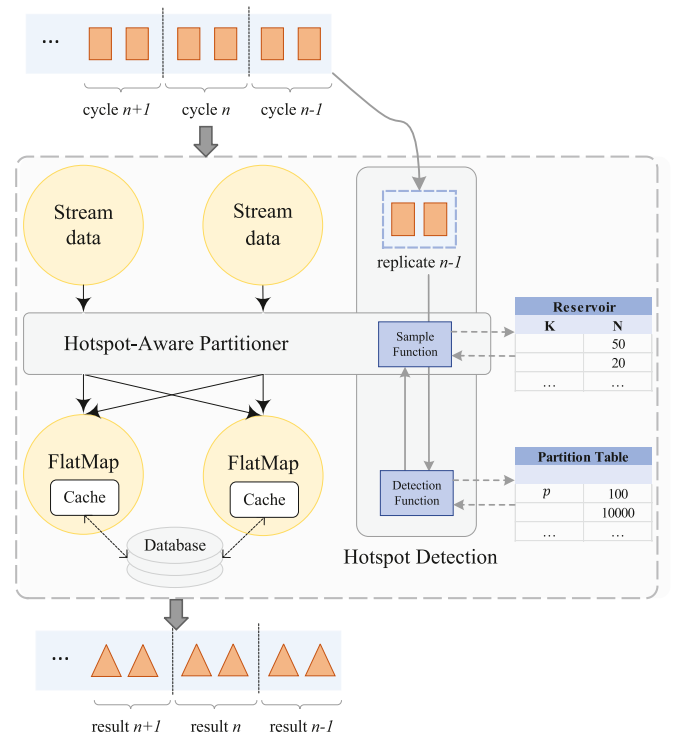 ...
cycle n+1 cycle n cycle n-1
Stream data
Stream data
replicate n-1
Hotspot-Aware Partitioner
Sample Function
Reservoir
K N
50
20
... ...
FlatMap
Cache
FlatMap
Cache
Database
Detection Function
Hotspot Detection
Partition Table
p 100
10000
... ...
...
result n+1 result n result n-1